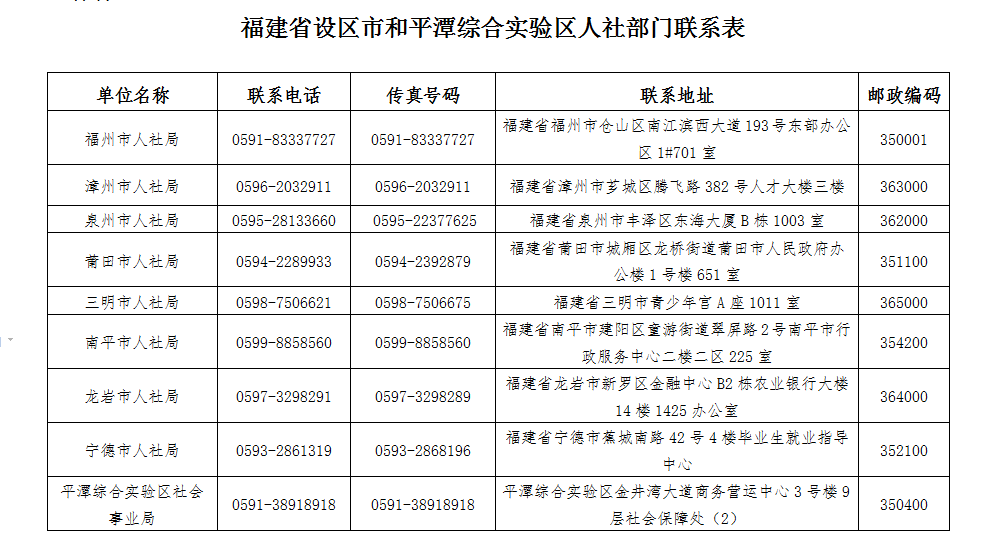 福建省设区市和平潭综合实验区人社部门联系表
单位名称 联系电话 传真号码 联系地址 邮政编码
福州市人社局 0591-83337727 0591-83337727 福建省福州市仓山区南江滨西大道193号东部办公
区1#701室 350001
漳州市人社局 0596-2032911 0596-2032911 福建省漳州市芗城区腾飞路382号人才大楼三楼 363000
泉州市人社局 0595-28133660 0595-22377625 福建省泉州市丰泽区东海大厦B栋1003室 362000
莆田市人社局 0594-2289933 0594-2392879 福建省莆田市城厢区龙桥街道莆田市人民政府办
公楼1号楼651室 351100
三明市人社局 0598-7506621 0598-7506675 福建省三明市青少年宫A座1011室 365000
南平市人社局 0599-8858560 0599-8858560 福建省南平市建阳区童游街道翠屏路2号南平市行
政服务中心二楼二区225室 354200
龙岩市人社局 0597-3298291 0597-3298289 福建省龙岩市新罗区金融中心B2栋农业银行大楼
14楼1425办公室 364000
宁德市人社局 0593-2861319 0593-2868196 福建省宁德市蕉城南路42号4楼毕业生就业指导
中心 352100
平潭综合实验区社会
事业局 0591-38918918 0591-38918918 平潭综合实验区金井湾大道商务营运中心3号楼9
层社会保障处（2） 350400